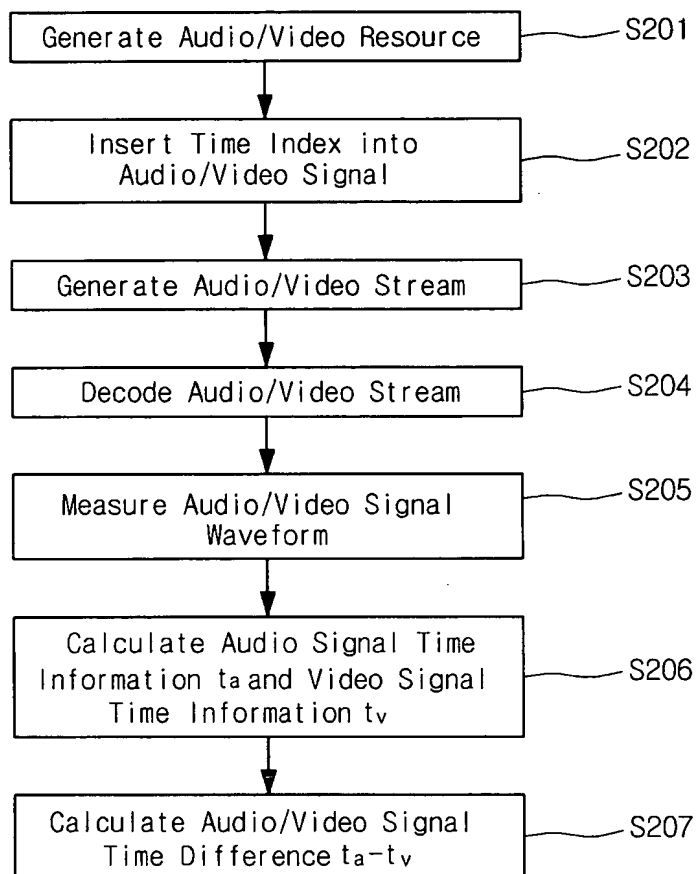 Generate Audio/Video Resource
S201
Insert Time Index into
Audio/Video Signal
S202
Generate Audio/Video Stream
S203
Decode Audio/Video Stream
S204
Measure Audio/Video Signal
Waveform
S205
Calculate Audio Signal Time
Information ta and Video Signal
Time Information tv
S206
Calculate Audio/Video Signal
Time Difference ta-tv
S207